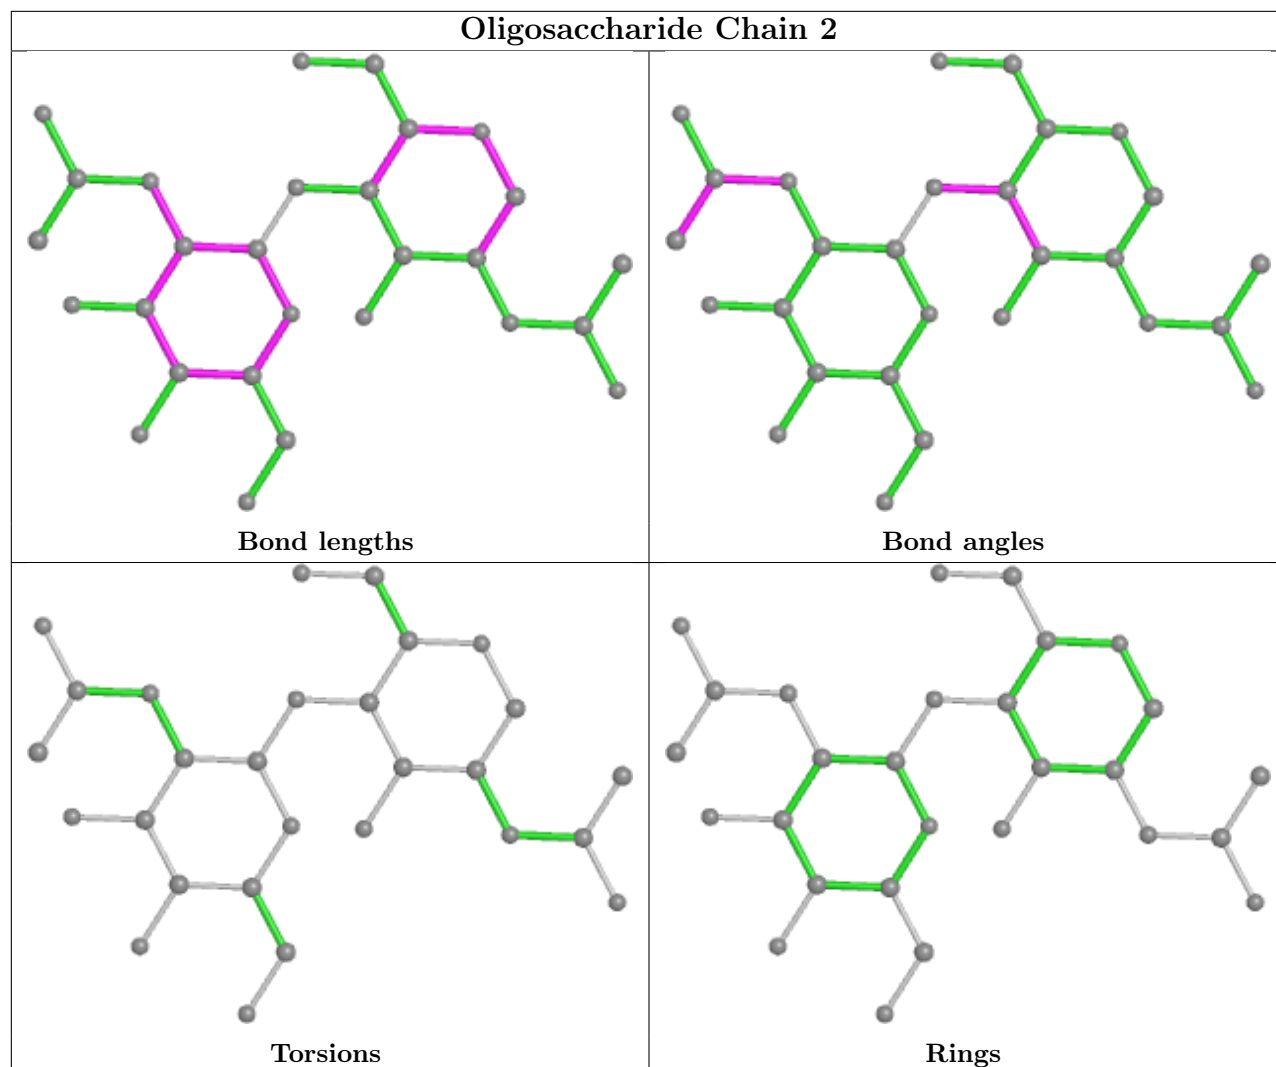 Oligosaccharide Chain 2
Bond lengths
Bond angles
Torsions
Rings